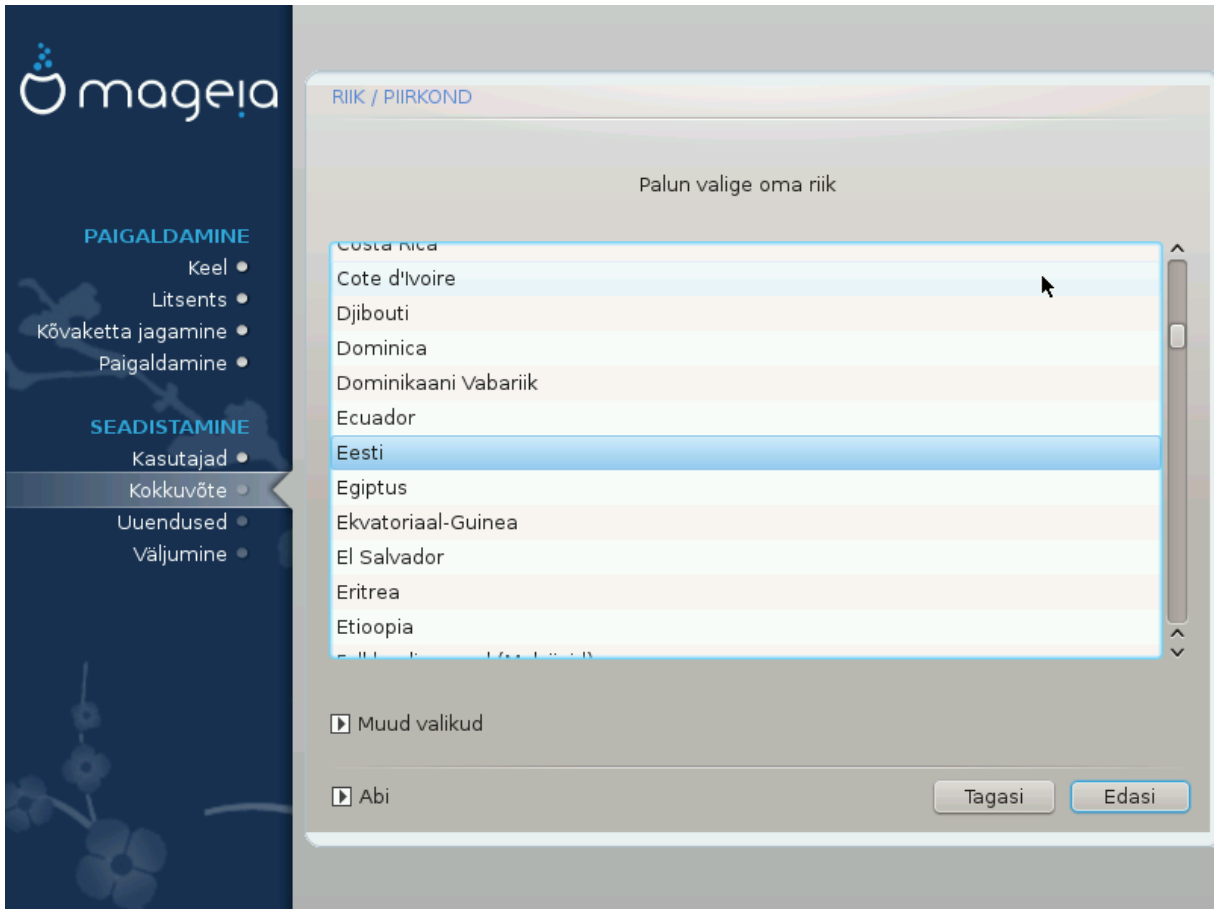 mageia
PAIGALDAMINE
Keel
Litsents
Kõvaketta jagamine
Paigaldamine
SEADISTAMINE
Kasutajad
Kokkuvõte
Uuendused
Väljumine
RIIK / PIIRKOND
Palun valige oma riik
Costa Rica
Cote d'Ivoire
Djibouti
Dominica
Dominikaani Vabariik
Ecuador
Eesti
Egiptus
Ekvatoriaal-Guinea
El Salvador
Eritrea
Etioopia
Muud valikud
Abi
Tagasi
Edasi